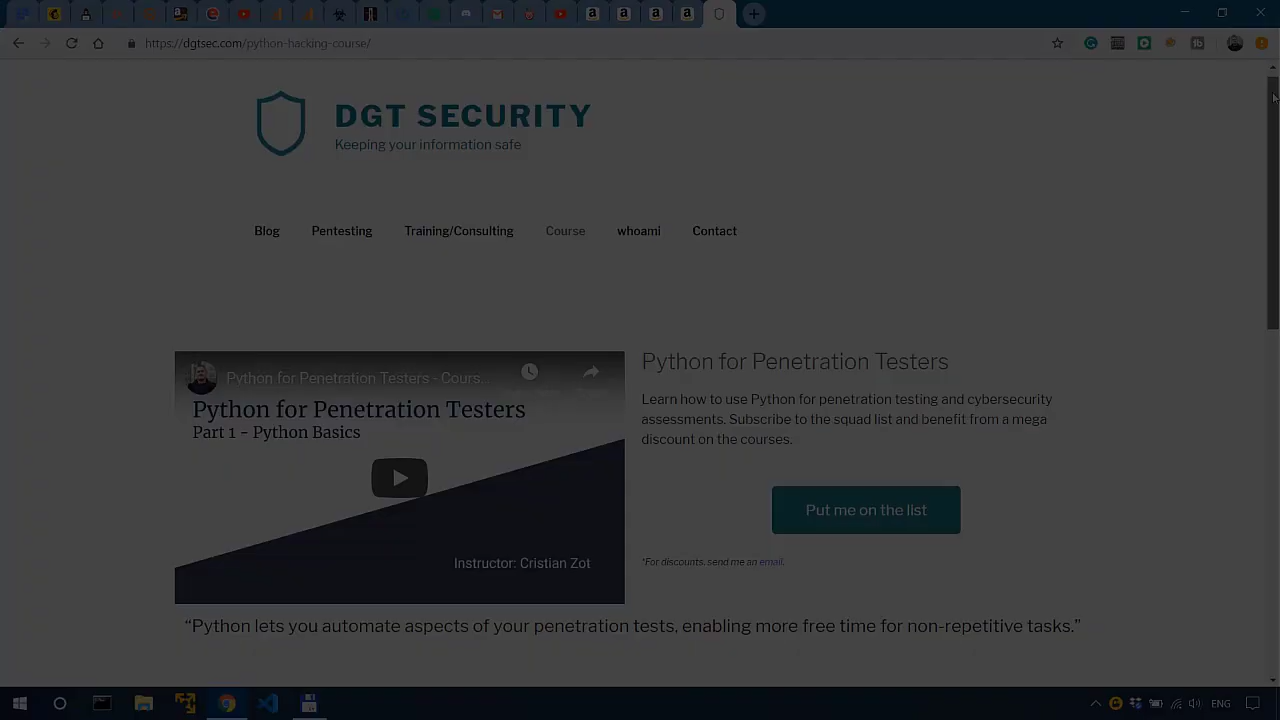 https://dgtsec.com/python-hacking-course/
DGT SECURITY
Keeping your information safe
Blog
Pentesting
Training/Consulting
Course
whoami
Contact
Python for Penetration Testers - Cours...
Python for Penetration Testers
Part 1 - Python Basics
Instructor: Cristian Zot
Python for Penetration Testers
Learn how to use Python for penetration testing and cybersecurity
assessments. Subscribe to the squad list and benefit from a mega
discount on the courses.
Put me on the list
*For discounts, send me an email.
“Python lets you automate aspects of your penetration tests, enabling more free time for non-repetitive tasks.”
ENG